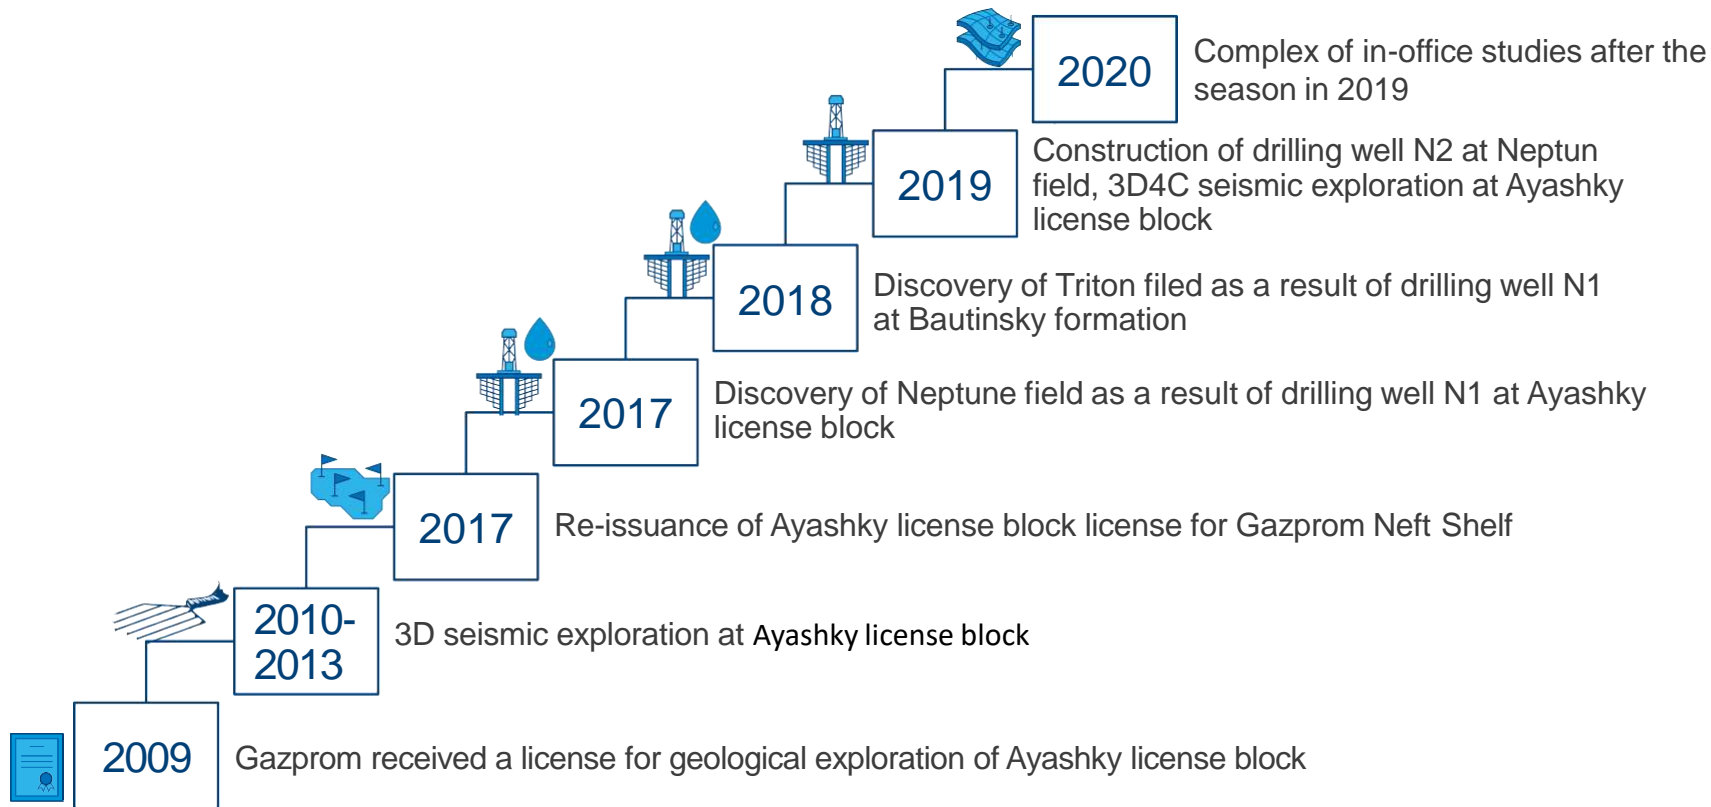 2020
Complex of in-office studies after the
season in 2019
2019
Construction of drilling well N2 at Neptun
field, 3D4C seismic exploration at Ayashky
license block
2018
Discovery of Triton filed as a result of drilling well N1
at Bautinsky formation
2017
Discovery of Neptune field as a result of drilling well N1 at Ayashky
license block
2017
Re-issuance of Ayashky license block license for Gazprom Neft Shelf
2010-
2013
3D seismic exploration at Ayashky license block
2009
Gazprom received a license for geological exploration of Ayashky license block